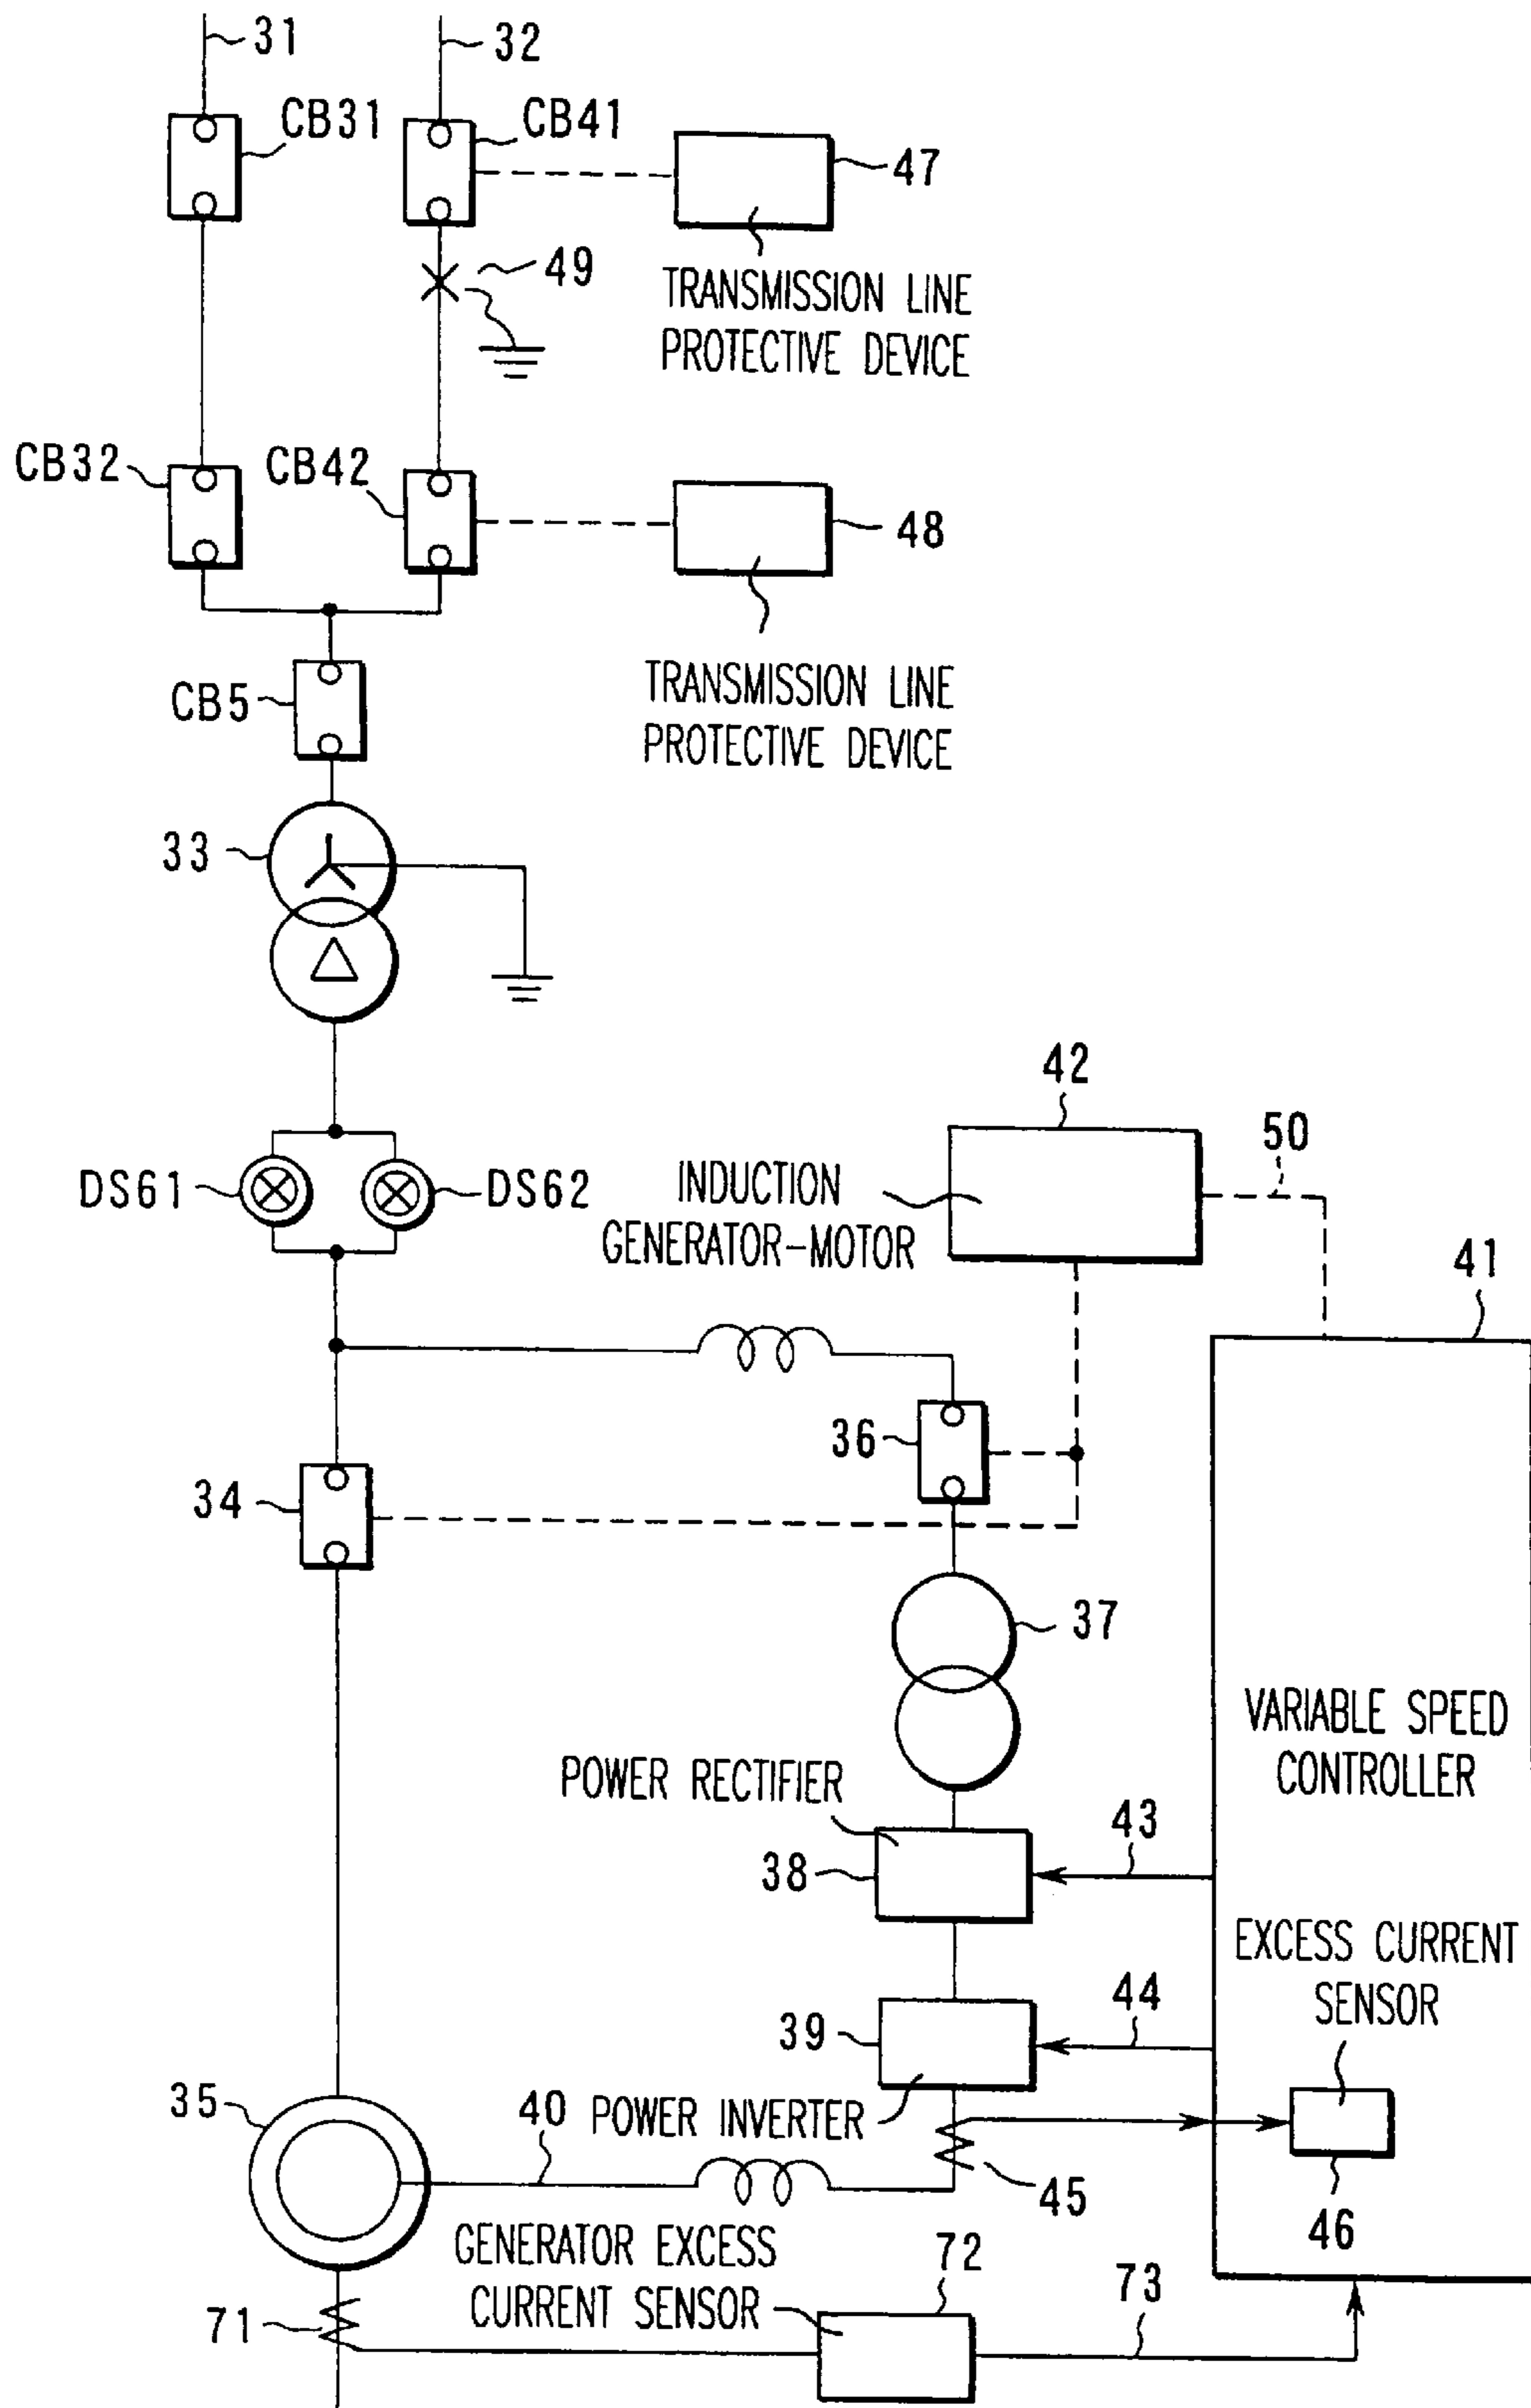 31
32
CB31
CB41
47
49
TRANSMISSION LINE
PROTECTIVE DEVICE
CB32
CB42
48
CB5
TRANSMISSION LINE
PROTECTIVE DEVICE
33
42
50
DS61
DS62
INDUCTION
GENERATOR-MOTOR
41
36
34
37
VARIABLE SPEED
CONTROLLER
POWER RECTIFIER
43
38
EXCESS CURRENT
SENSOR
44
39
35
40
POWER INVERTER
45
46
GENERATOR EXCESS
CURRENT SENSOR
72
73
71